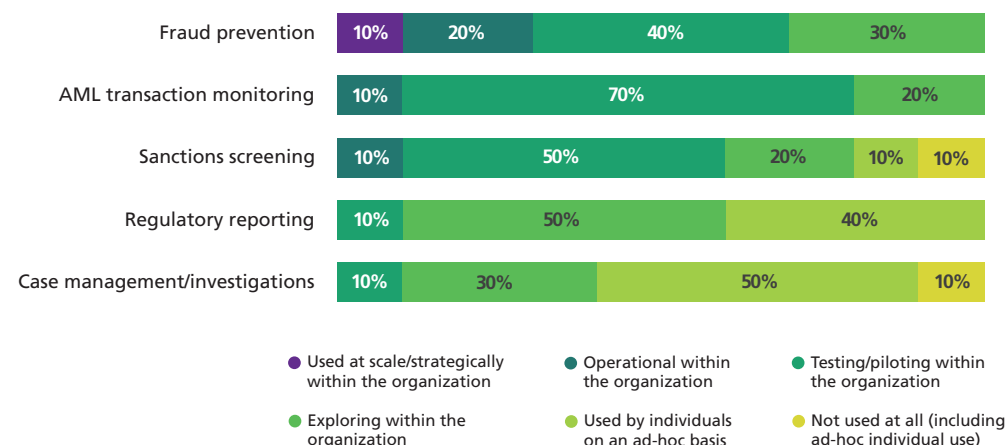 Fraud prevention 10% 20% 40% 30%
AML transaction monitoring 10% 70% 20%
Sanctions screening 10% 50% 20% 10% 10%
Regulatory reporting 10% 50% 40%
Case management/investigations 10% 30% 50% 10%
Used at scale/strategically
within the organization
Operational within
the organization
Testing/piloting within
the organization
Exploring within the
organization
Used by individuals
on an ad-hoc basis
Not used at all (including
ad-hoc individual use)